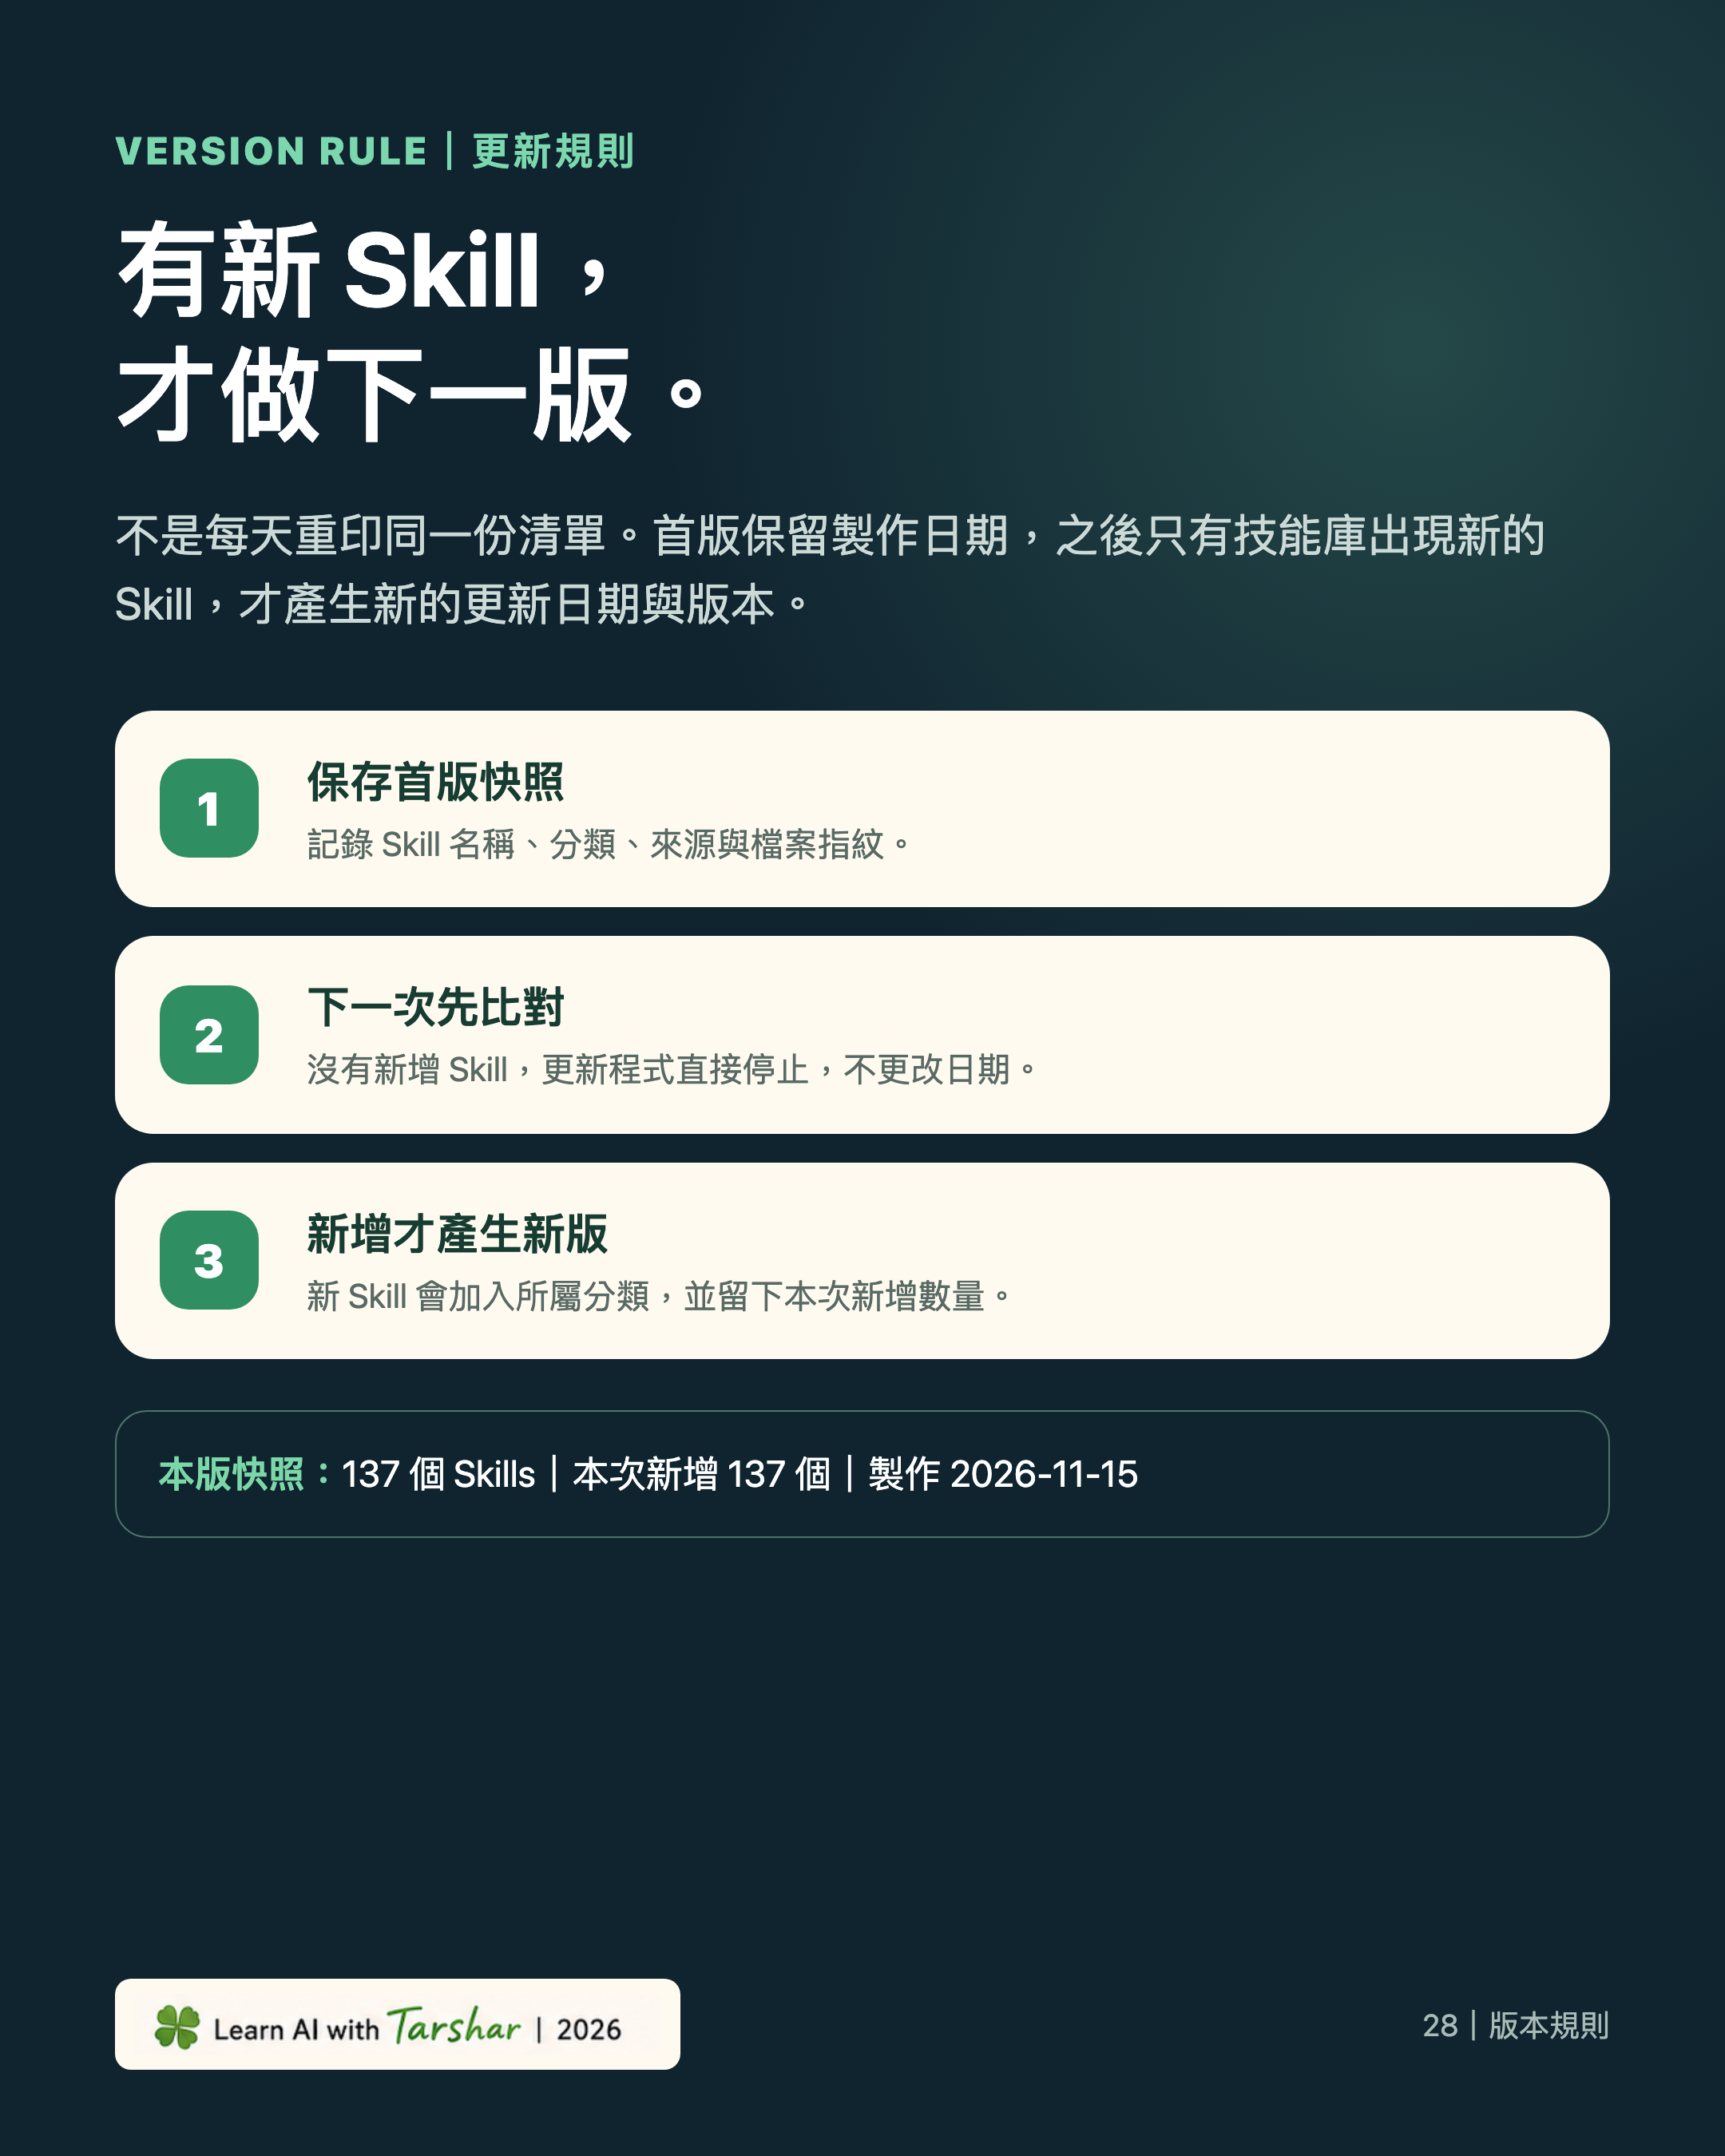 VERSION RULE｜更新規則
有新 Skill，
才做下一版。
不是每天重印同一份清單。首版保留製作日期，之後只有技能庫出現新的
Skill，才產生新的更新日期與版本。
1
保存首版快照
記錄 Skill 名稱、分類、來源與檔案指紋。
2
下一次先比對
沒有新增 Skill，更新程式直接停止，不更改日期。
3
新增才產生新版
新 Skill 會加入所屬分類，並留下本次新增數量。
本版快照：137 個 Skills｜本次新增 137 個｜製作 2026-11-15
Learn AI with Tarshar | 2026
28｜版本規則